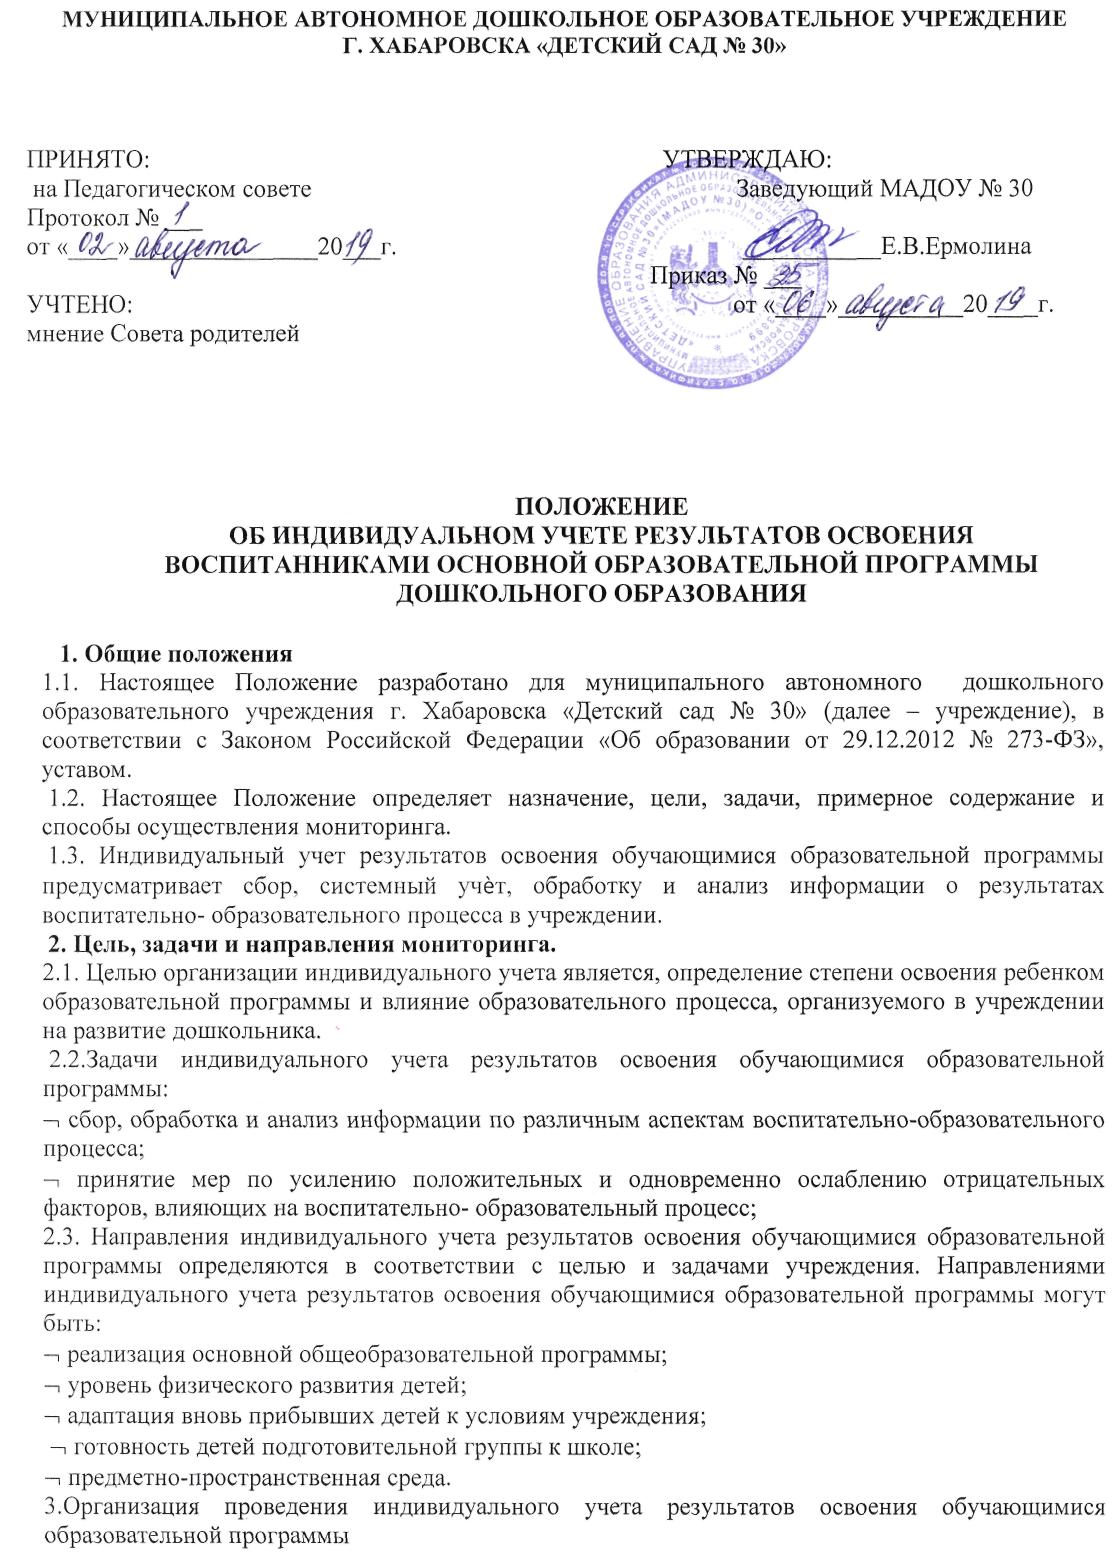 МУНИЦИПАЛЬНОЕ АВТОНОМНОЕ ДОШКОЛЬНОЕ ОБРАЗОВАТЕЛЬНОЕ УЧРЕЖДЕНИЕ
Г. ХАБАРОВСКА «ДЕТСКИЙ САД № 30»
ПРИНЯТО:
на Педагогическом совете
Протокол № 1
от «02» августа 2019 г.
УЧТЕНО:
мнение Совета родителей
УТВЕРЖДАЮ:
Заведующий МАДОУ № 30
Е.В.Ермолина
Приказ № 35
от «06» августа 2019 г.
ПОЛОЖЕНИЕ
ОБ ИНДИВИДУАЛЬНОМ УЧЕТЕ РЕЗУЛЬТАТОВ ОСВОЕНИЯ
ВОСПИТАННИКАМИ ОСНОВНОЙ ОБРАЗОВАТЕЛЬНОЙ ПРОГРАММЫ
ДОШКОЛЬНОГО ОБРАЗОВАНИЯ
1. Общие положения
1.1. Настоящее Положение разработано для муниципального автономного дошкольного
образовательного учреждения г. Хабаровска «Детский сад № 30» (далее – учреждение), в
соответствии с Законом Российской Федерации «Об образовании от 29.12.2012 № 273-ФЗ»,
уставом.
1.2. Настоящее Положение определяет назначение, цели, задачи, примерное содержание и
способы осуществления мониторинга.
1.3. Индивидуальный учет результатов освоения обучающимися образовательной программы
предусматривает сбор, системный учѐт, обработку и анализ информации о результатах
воспитательно- образовательного процесса в учреждении.
2. Цель, задачи и направления мониторинга.
2.1. Целью организации индивидуального учета является, определение степени освоения ребенком
образовательной программы и влияние образовательного процесса, организуемого в учреждении
на развитие дошкольника.
2.2.Задачи индивидуального учета результатов освоения обучающимися образовательной
программы:
¬ сбор, обработка и анализ информации по различным аспектам воспитательно-образовательного
процесса;
¬ принятие мер по усилению положительных и одновременно ослаблению отрицательных
факторов, влияющих на воспитательно- образовательный процесс;
2.3. Направления индивидуального учета результатов освоения обучающимися образовательной
программы определяются в соответствии с целью и задачами учреждения. Направлениями
индивидуального учета результатов освоения обучающимися образовательной программы могут
быть:
¬ реализация основной общеобразовательной программы;
¬ уровень физического развития детей;
¬ адаптация вновь прибывших детей к условиям учреждения;
¬ готовность детей подготовительной группы к школе;
¬ предметно-пространственная среда.
3.Организация проведения индивидуального учета результатов освоения обучающимися
образовательной программы